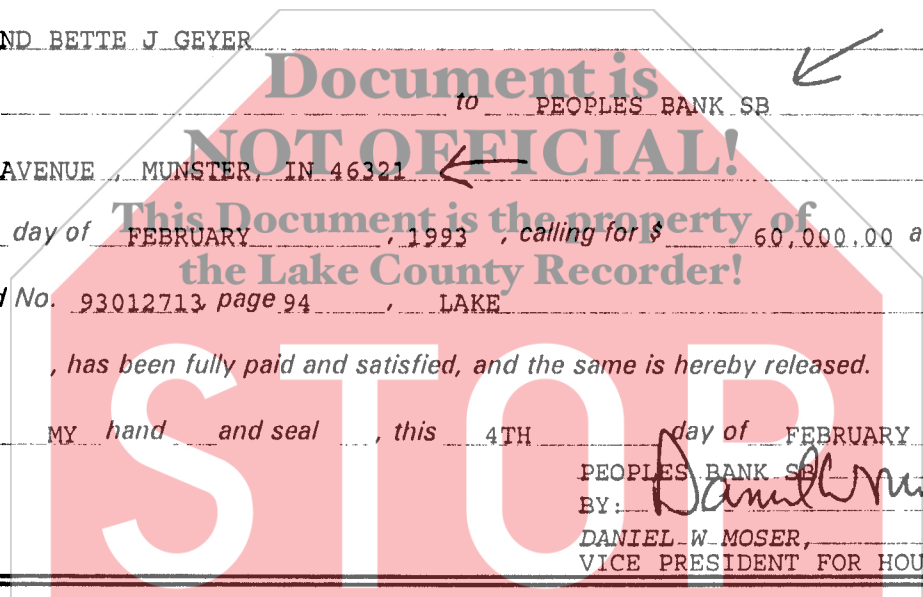 ND BETTE J GEYER
Document is
to PEOPLES BANK SB
NOT OFFICIAL!
AVENUE , MUNSTER, IN 46321
This Document is the property of
day of FEBRUARY , 1993 , calling for $ 60,000.00 a
the Lake County Recorder!
No. 93012713, page 94 , LAKE
, has been fully paid and satisfied, and the same is hereby released.
STOP
MY hand and seal , this 4TH day of FEBRUARY
PEOPLES BANK SB
BY:
DANIEL W MOSER,
VICE PRESIDENT FOR HOU